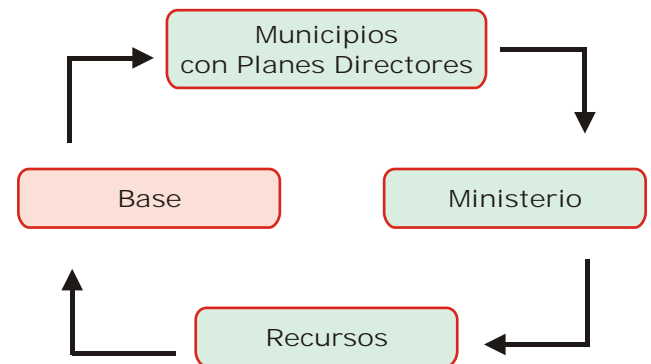 Municipios
con Planes Directores
Base
Ministerio
Recursos